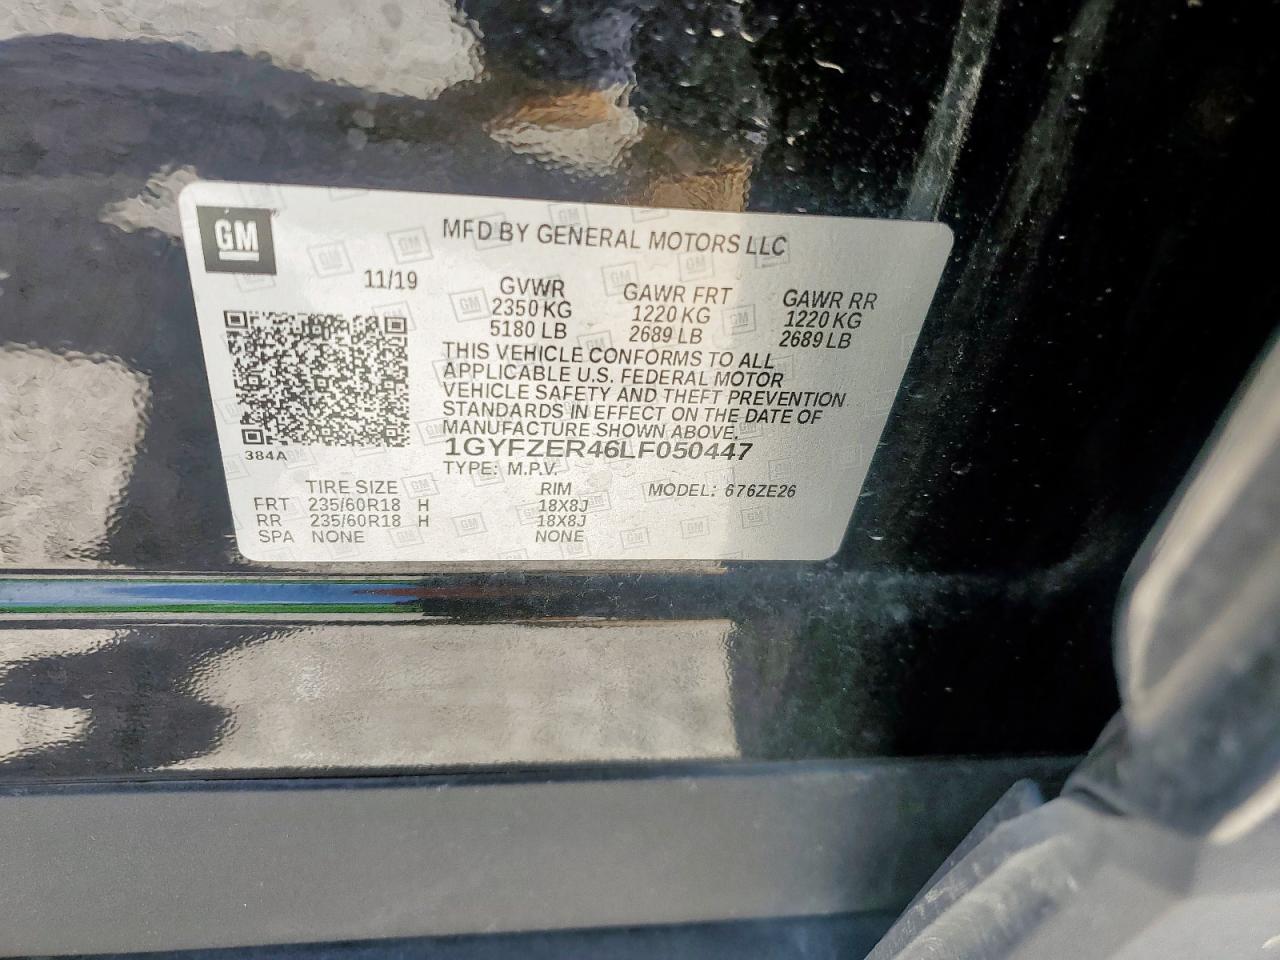 GM
MFD BY GENERAL MOTORS LLC
11/19
GVWR
2350 KG
5180 LB
GAWR FRT
1220 KG
2689 LB
GAWR RR
1220 KG
2689 LB
THIS VEHICLE CONFORMS TO ALL
APPLICABLE U.S. FEDERAL MOTOR
VEHICLE SAFETY AND THEFT PREVENTION
STANDARDS IN EFFECT ON THE DATE OF
MANUFACTURE SHOWN ABOVE.
384A
1GYFZER46LF050447
TYPE: M.P.V.
TIRE SIZE RIM MODEL: 676ZE26
FRT 235/60R18 H 18X8J
RR 235/60R18 H 18X8J
SPA NONE NONE